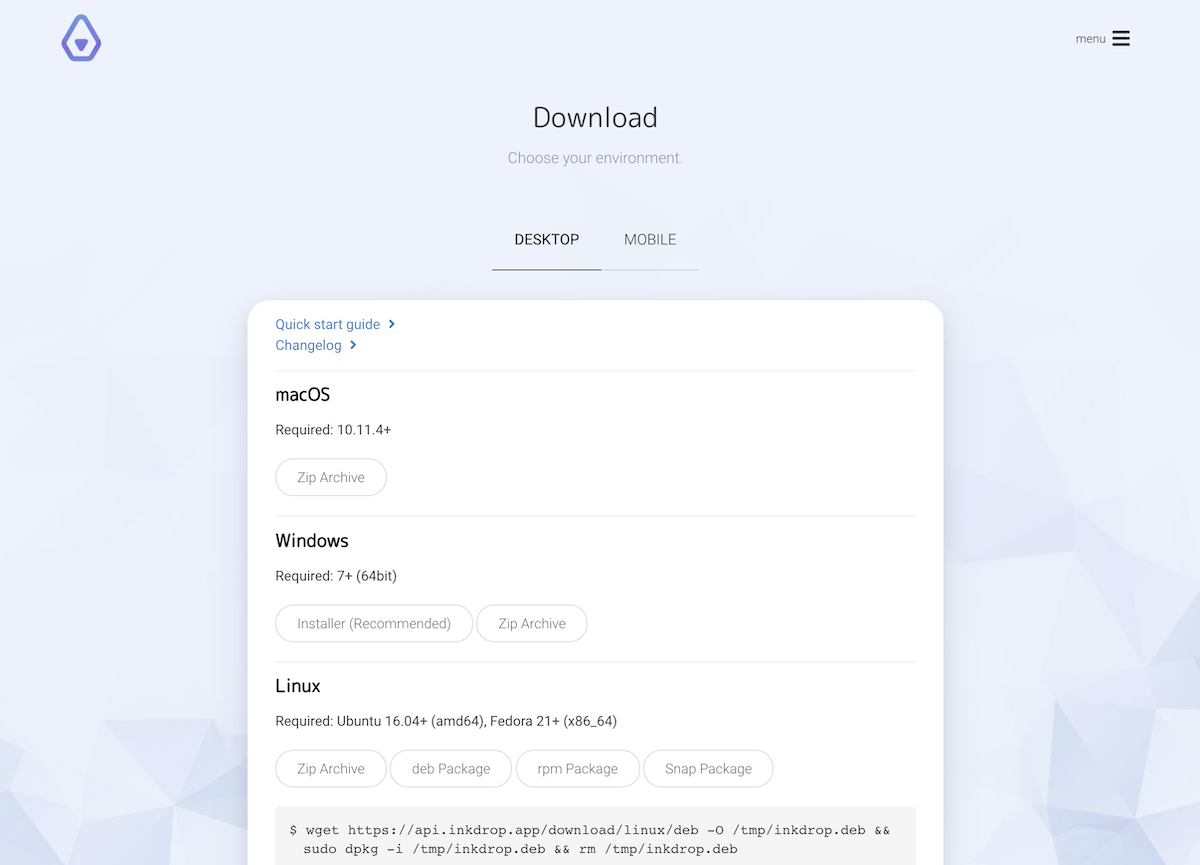 menu
Download
Choose your environment.
DESKTOP MOBILE
Quick start guide
Changelog
macOS
Required: 10.11.4+
Zip Archive
Windows
Required: 7+ (64bit)
Installer (Recommended) Zip Archive
Linux
Required: Ubuntu 16.04+ (amd64), Fedora 21+ (x86_64)
Zip Archive deb Package rpm Package Snap Package
$ wget https://api.inkdrop.app/download/linux/deb -O /tmp/inkdrop.deb &&
sudo dpkg -i /tmp/inkdrop.deb && rm /tmp/inkdrop.deb